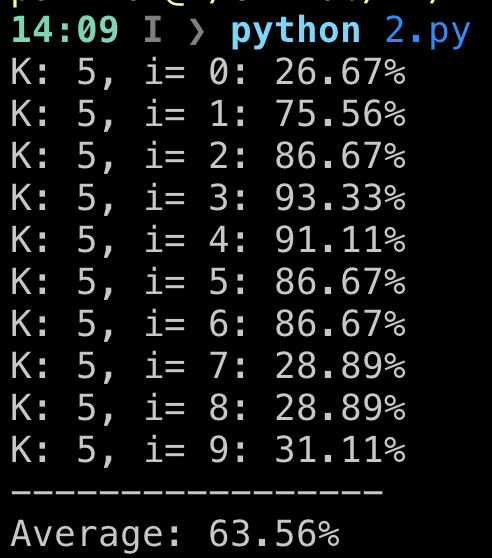 14:09 I ❯ python 2.py
K: 5, i= 0: 26.67%
K: 5, i= 1: 75.56%
K: 5, i= 2: 86.67%
K: 5, i= 3: 93.33%
K: 5, i= 4: 91.11%
K: 5, i= 5: 86.67%
K: 5, i= 6: 86.67%
K: 5, i= 7: 28.89%
K: 5, i= 8: 28.89%
K: 5, i= 9: 31.11%
-----------------
Average: 63.56%